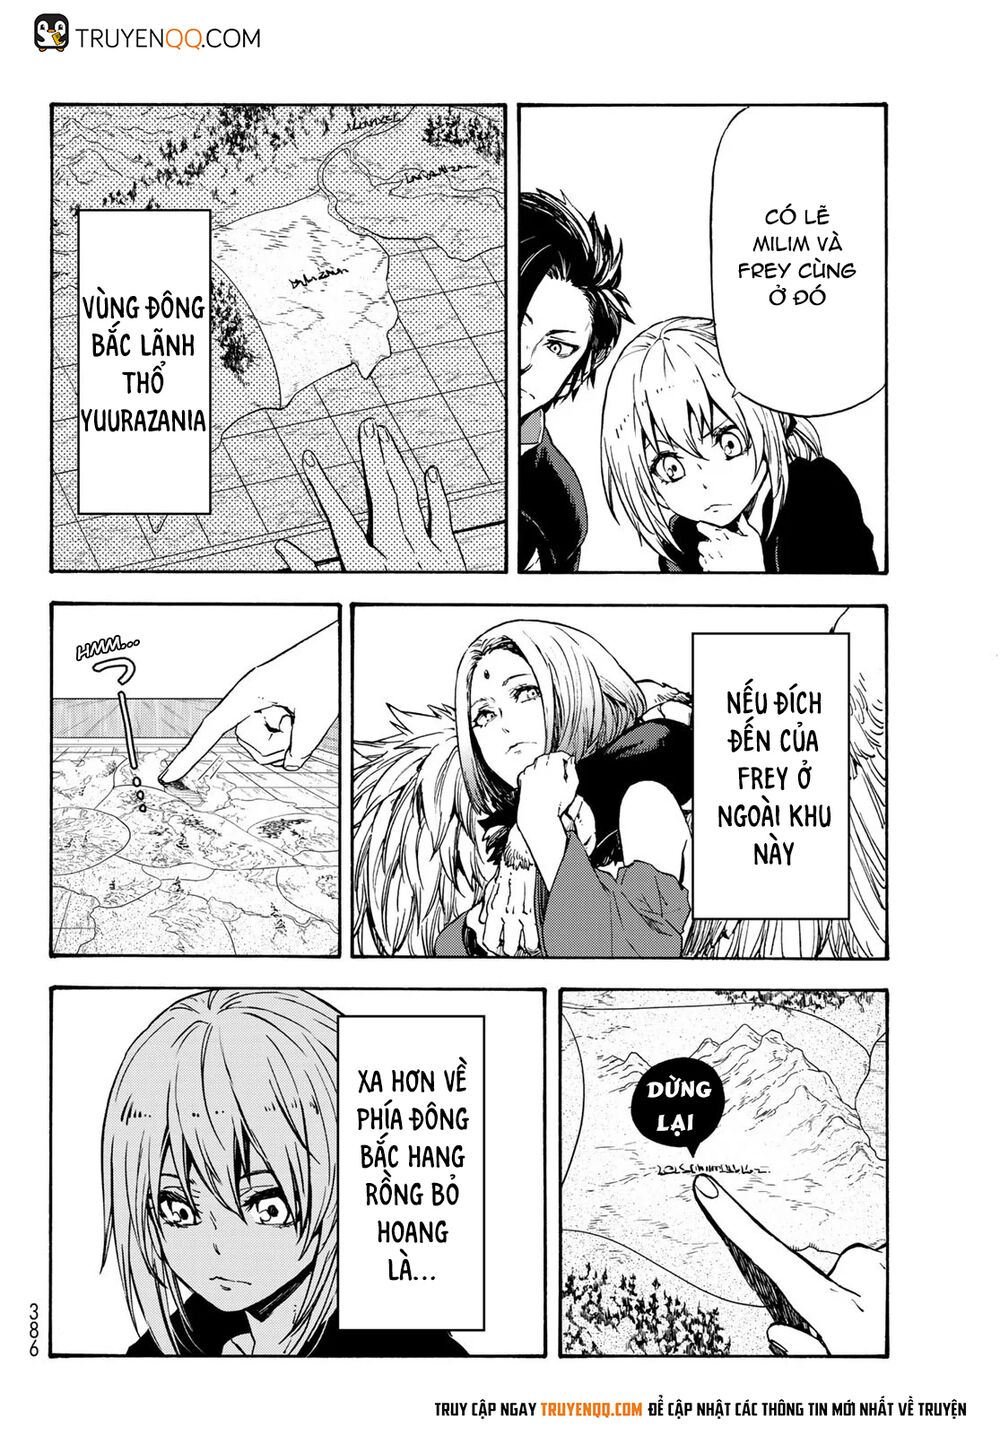 TRUYENQQ.COM
CÓ LẼ
MILIM VÀ
FREY CÙNG
Ở ĐÓ
VÙNG ĐÔNG
BẮC LÃNH
THỔ
YUURAZANIA
NẾU ĐÍCH
ĐẾN CỦA
FREY Ở
NGOÀI KHU
NÀY
HMM...
つ
DỪNG
LẠI
XA HƠN VỀ
PHÍA ĐÔNG
BẮC HANG
RỒNG BỎ
HOANG
LÀ...
386
TRUY CẬP NGAY TRUYENQQ.COM ĐỂ CẬP NHẬT CÁC THÔNG TIN MỚI NHẤT VỀ TRUYỆN